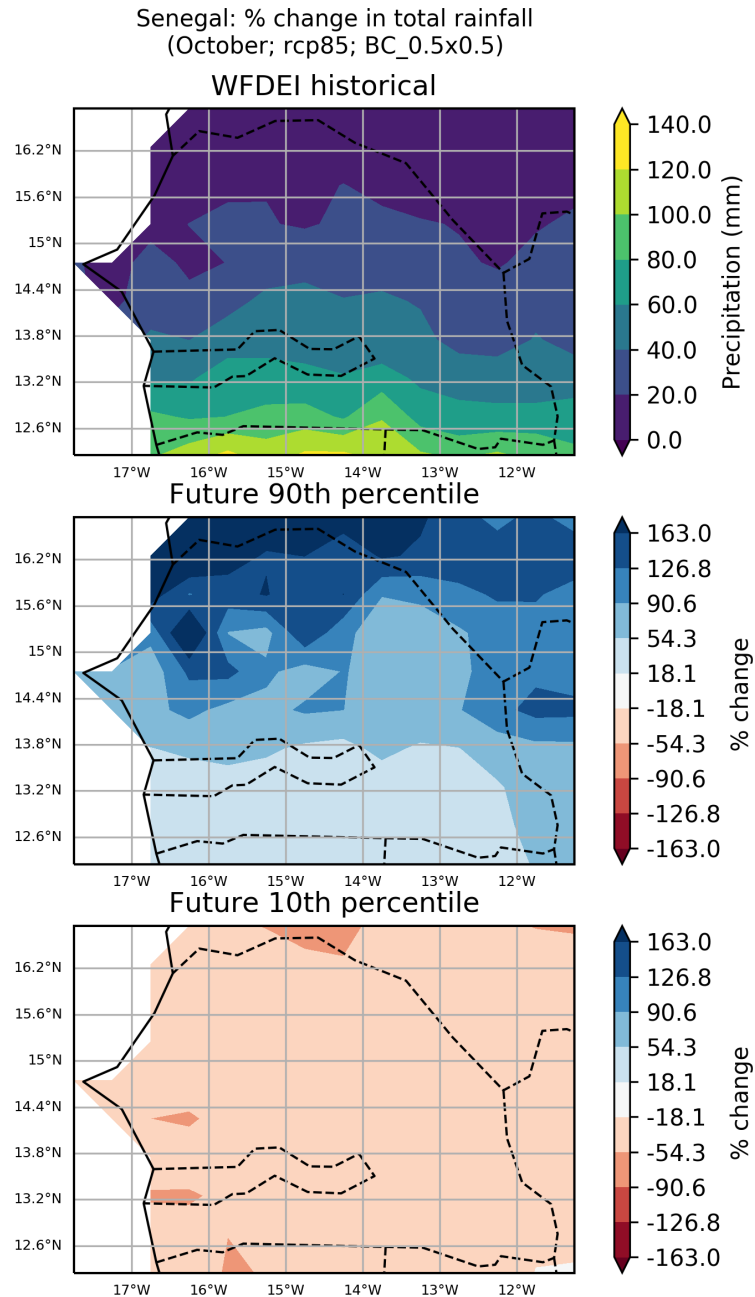 Senegal: % change in total rainfall
(October; rcp85; BC_0.5x0.5)
WFDEI historical
16.2°N
15.6°N
15°N
14.4°N
13.8°N
13.2°N
12.6°N
17°W 16°W 15°W 14°W 13°W 12°W
140.0
120.0
100.0
80.0
60.0
40.0
20.0
0.0
Precipitation (mm)
Future 90th percentile
16.2°N
15.6°N
15°N
14.4°N
13.8°N
13.2°N
12.6°N
17°W 16°W 15°W 14°W 13°W 12°W
163.0
126.8
90.6
54.3
18.1
-18.1
-54.3
-90.6
-126.8
-163.0
% change
Future 10th percentile
16.2°N
15.6°N
15°N
14.4°N
13.8°N
13.2°N
12.6°N
17°W 16°W 15°W 14°W 13°W 12°W
163.0
126.8
90.6
54.3
18.1
-18.1
-54.3
-90.6
-126.8
-163.0
% change